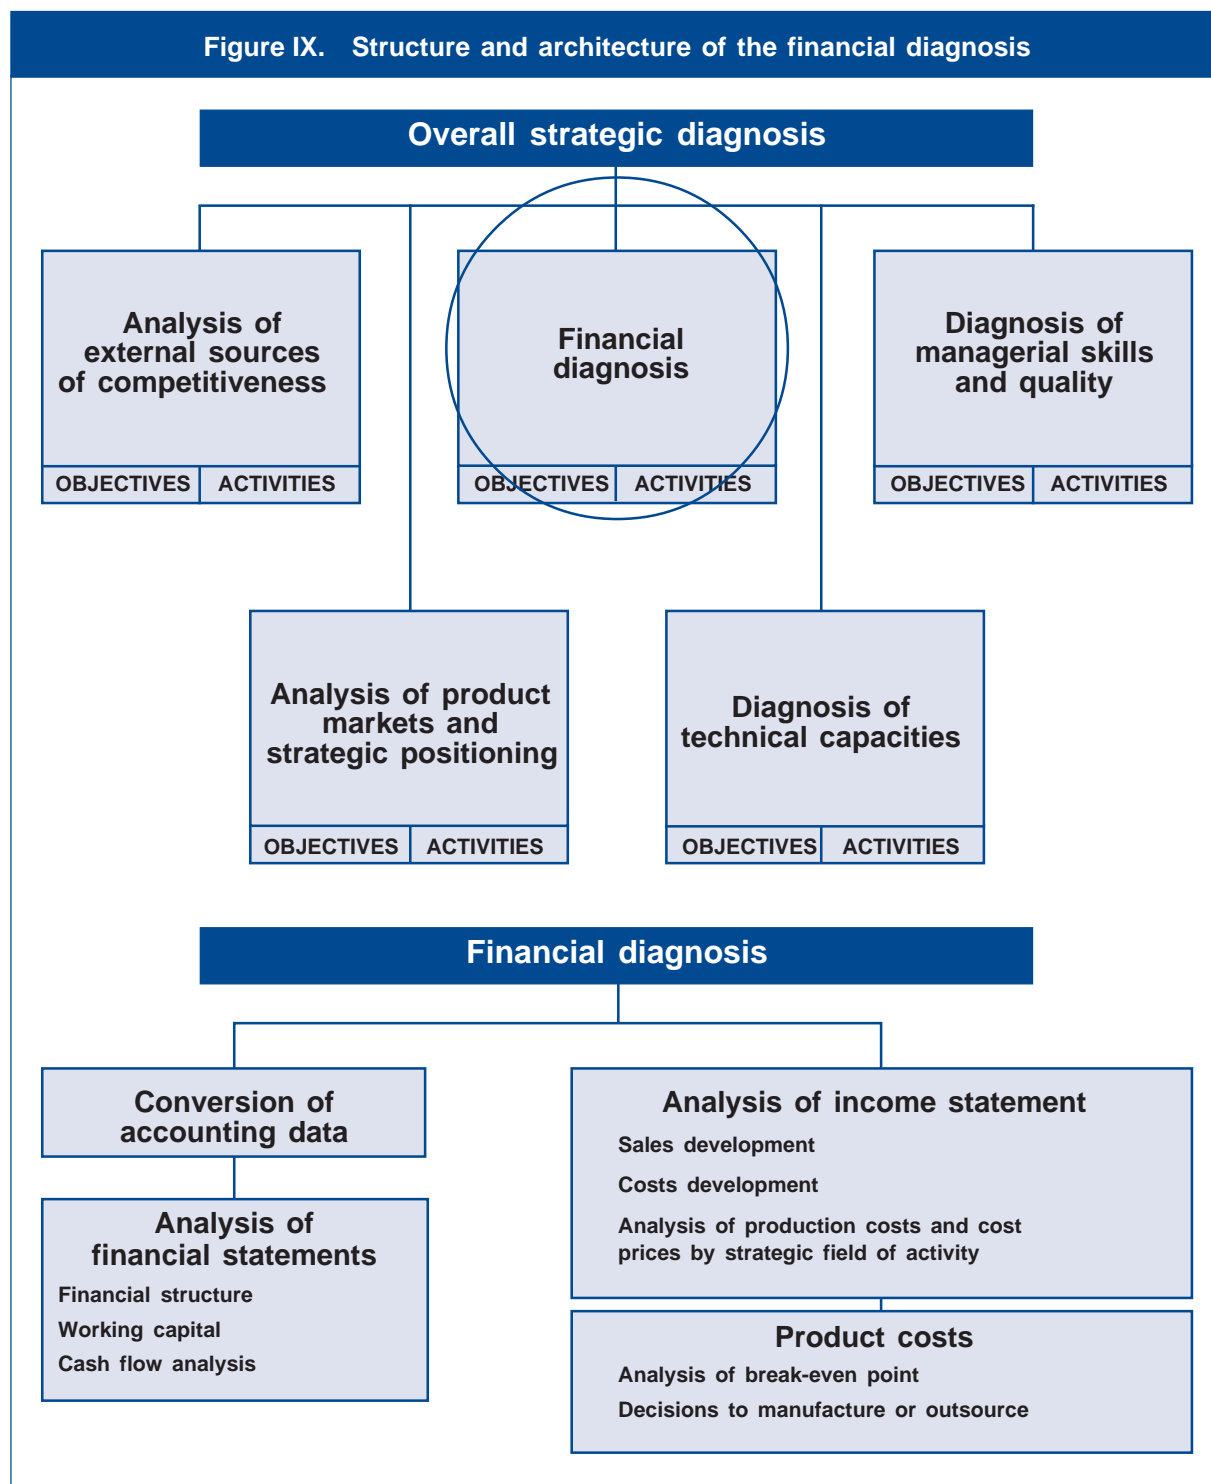 Figure IX. Structure and architecture of the financial diagnosis
Overall strategic diagnosis
Analysis of
external sources
of competitiveness
OBJECTIVES ACTIVITIES
Financial
diagnosis
OBJECTIVES ACTIVITIES
Diagnosis of
managerial skills
and quality
OBJECTIVES ACTIVITIES
Analysis of product
markets and
strategic positioning
OBJECTIVES ACTIVITIES
Diagnosis of
technical capacities
OBJECTIVES ACTIVITIES
Financial diagnosis
Conversion of
accounting data
Analysis of
financial statements
Financial structure
Working capital
Cash flow analysis
Analysis of income statement
Sales development
Costs development
Analysis of production costs and cost
prices by strategic field of activity
Product costs
Analysis of break-even point
Decisions to manufacture or outsource